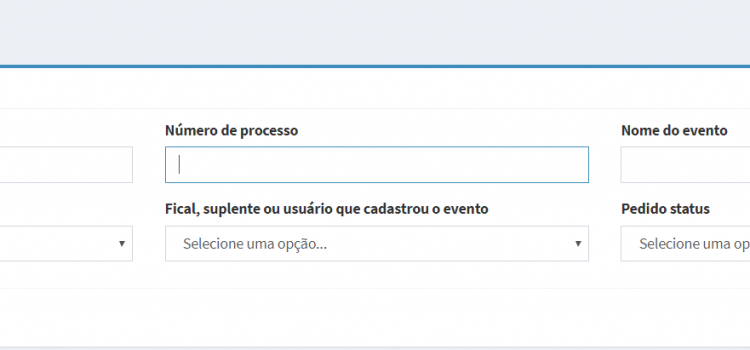 Número de processo
Nome do evento
Fical, suplente ou usuário que cadastrou o evento
Pedido status
Selecione uma opção...
Selecione uma